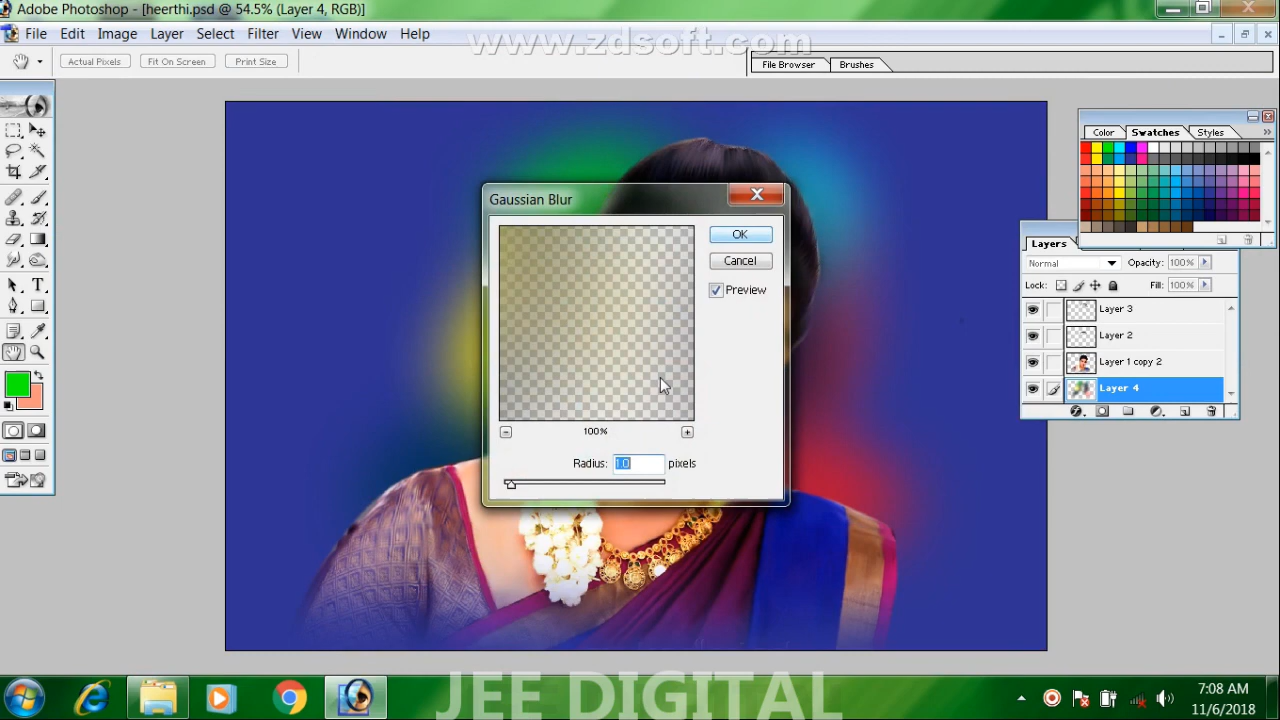 Adobe Photoshop - [heerthi.psd @ 54.5% (Layer 4, RGB)]
File Edit Image Layer Select Filter View Window Help
www.zdsoft.com
Actual Pixels Fit On Screen Print Size
File Browser Brushes
Color Swatches Styles
Gaussian Blur
OK
Cancel
Preview
100%
Radius: 1.0 pixels
Layers
Normal Opacity: 100%
Lock: Fill: 100%
Layer 3
Layer 2
Layer 1 copy 2
Layer 4
JEE DIGITAL
7:08 AM
11/6/2018